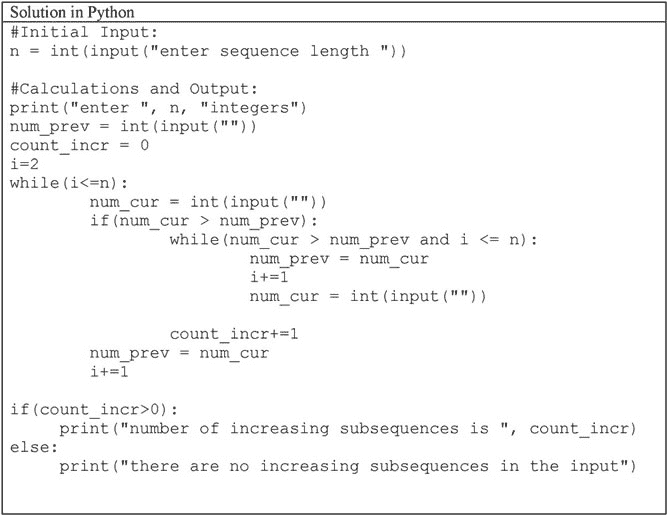 Solution in Python
#Initial Input:
n = int(input("enter sequence length "))
#Calculations and Output:
print("enter ", n, "integers")
num_prev = int(input(""))
count_incr = 0
i=2
while(i<=n):
num_cur = int(input(""))
if(num_cur > num_prev):
while(num_cur > num_prev and i <= n):
num_prev = num_cur
i+=1
num_cur = int(input(""))
count_incr+=1
num_prev = num_cur
i+=1
if(count_incr>0):
print("number of increasing subsequences is ", count_incr)
else:
print("there are no increasing subsequences in the input")